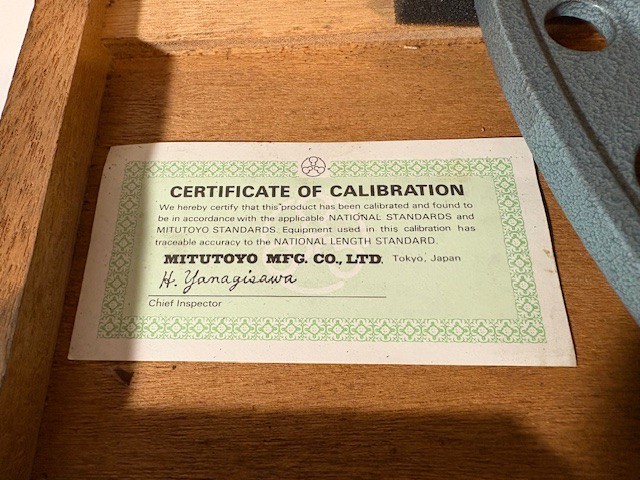 CERTIFICATE OF CALIBRATION
We hereby certify that this product has been calibrated and found to
be in accordance with the applicable NATIONAL STANDARDS and
MITUTOYO STANDARDS. Equipment used in this calibration has
traceable accuracy to the NATIONAL LENGTH STANDARD.
MITUTOYO MFG. CO., LTD. Tokyo, Japan
H. Yanagisawa
Chief Inspector